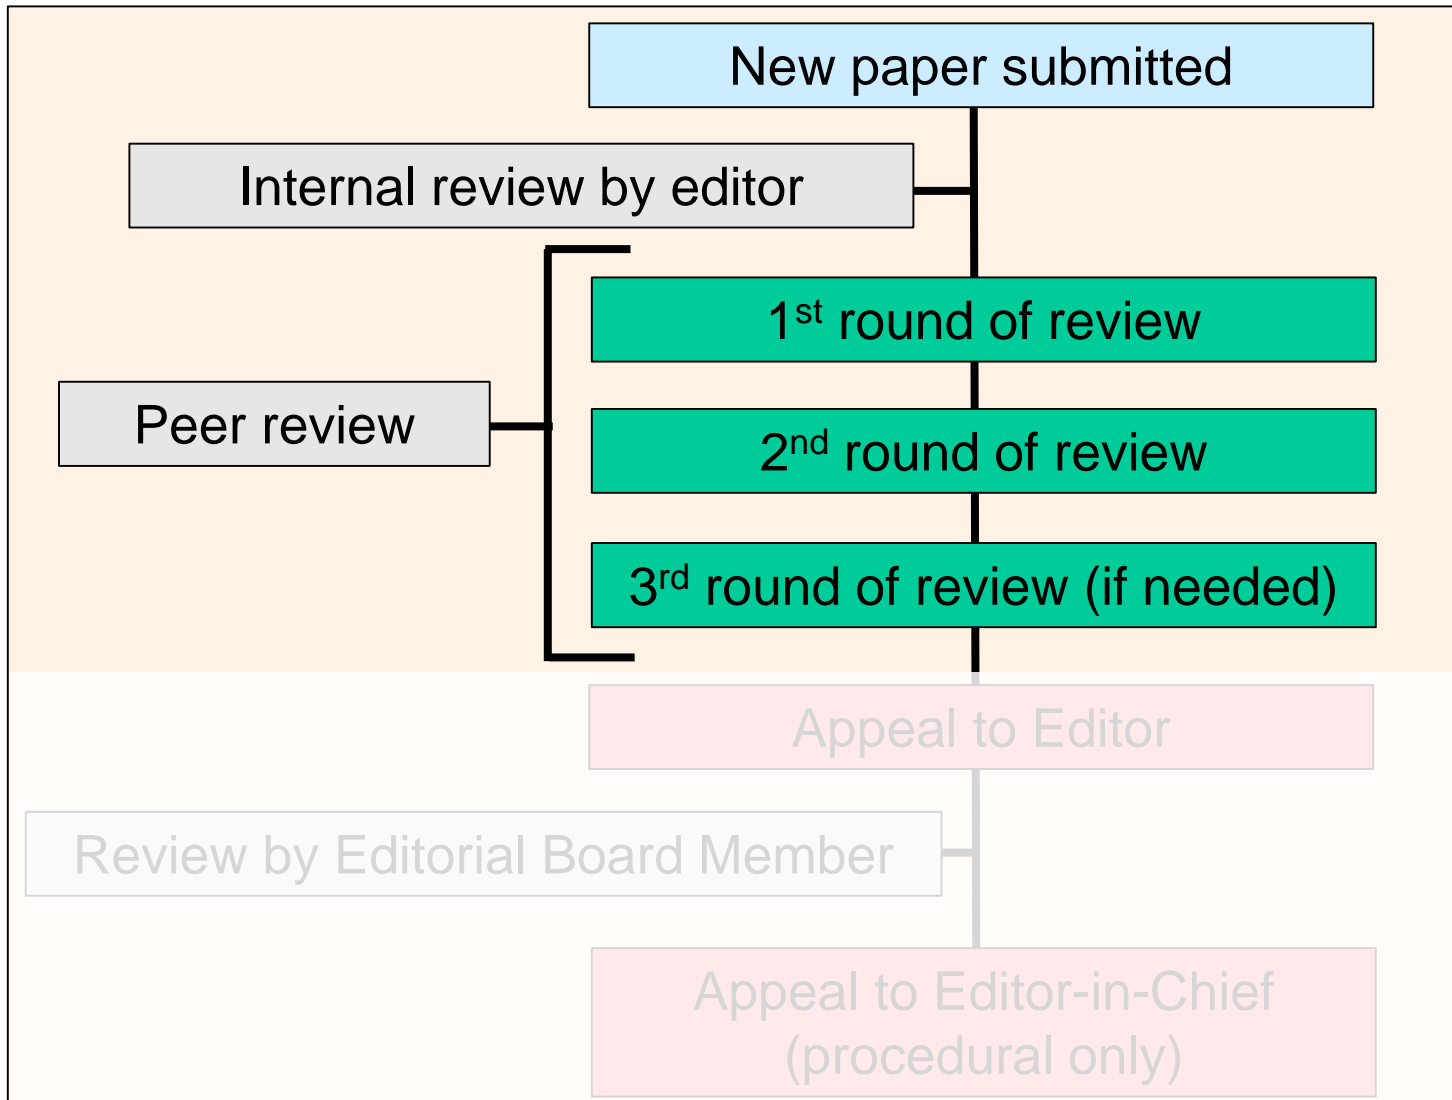 New paper submitted
Internal review by editor
1st round of review
Peer review
2nd round of review
3rd round of review (if needed)
Appeal to Editor
Review by Editorial Board Member
Appeal to Editor-in-Chief
(procedural only)